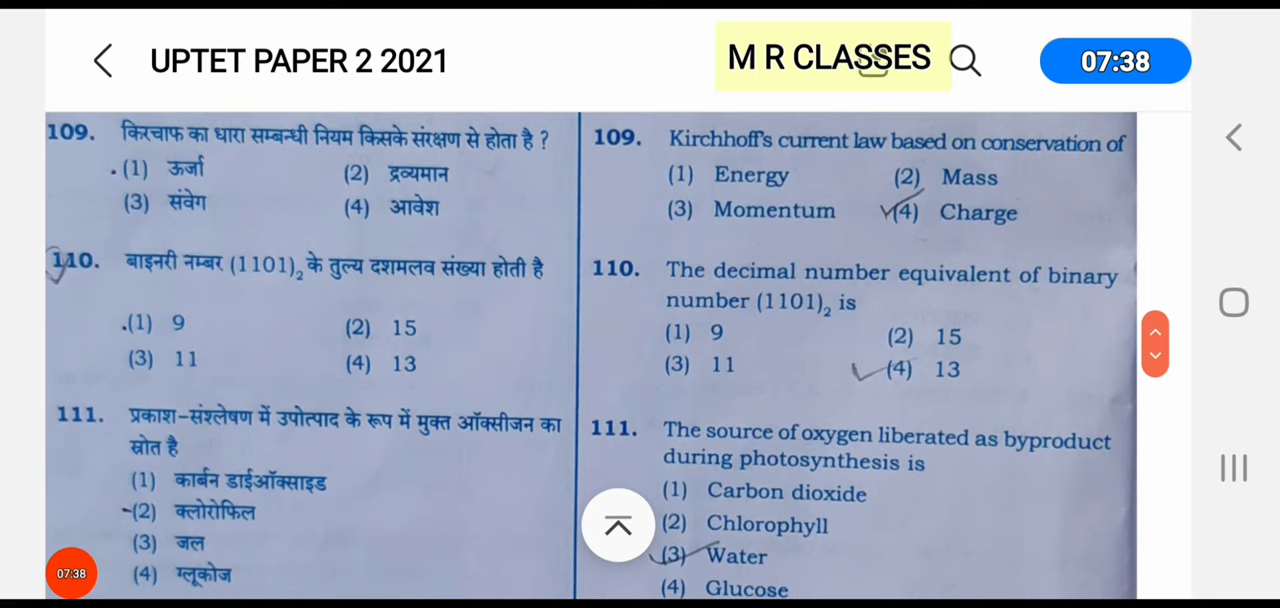 UPTET PAPER 2 2021
M R CLASSES
07:38
109. किरचाफ का धारा सम्बन्धी नियम किसके संरक्षण से होता है ?
(1) ऊर्जा (2) द्रव्यमान
(3) संवेग (4) आवेश
110. बाइनरी नम्बर (1101)₂ के तुल्य दशमलव संख्या होती है
(1) 9 (2) 15
(3) 11 (4) 13
111. प्रकाश-संश्लेषण में उपोत्पाद के रूप में मुक्त ऑक्सीजन का
स्रोत है
(1) कार्बन डाईऑक्साइड
(2) क्लोरोफिल
(3) जल
(4) ग्लूकोज
109. Kirchhoff's current law based on conservation of
(1) Energy (2) Mass
(3) Momentum (4) Charge
110. The decimal number equivalent of binary
number (1101)₂ is
(1) 9 (2) 15
(3) 11 (4) 13
111. The source of oxygen liberated as byproduct
during photosynthesis is
(1) Carbon dioxide
(2) Chlorophyll
(3) Water
(4) Glucose
07:38